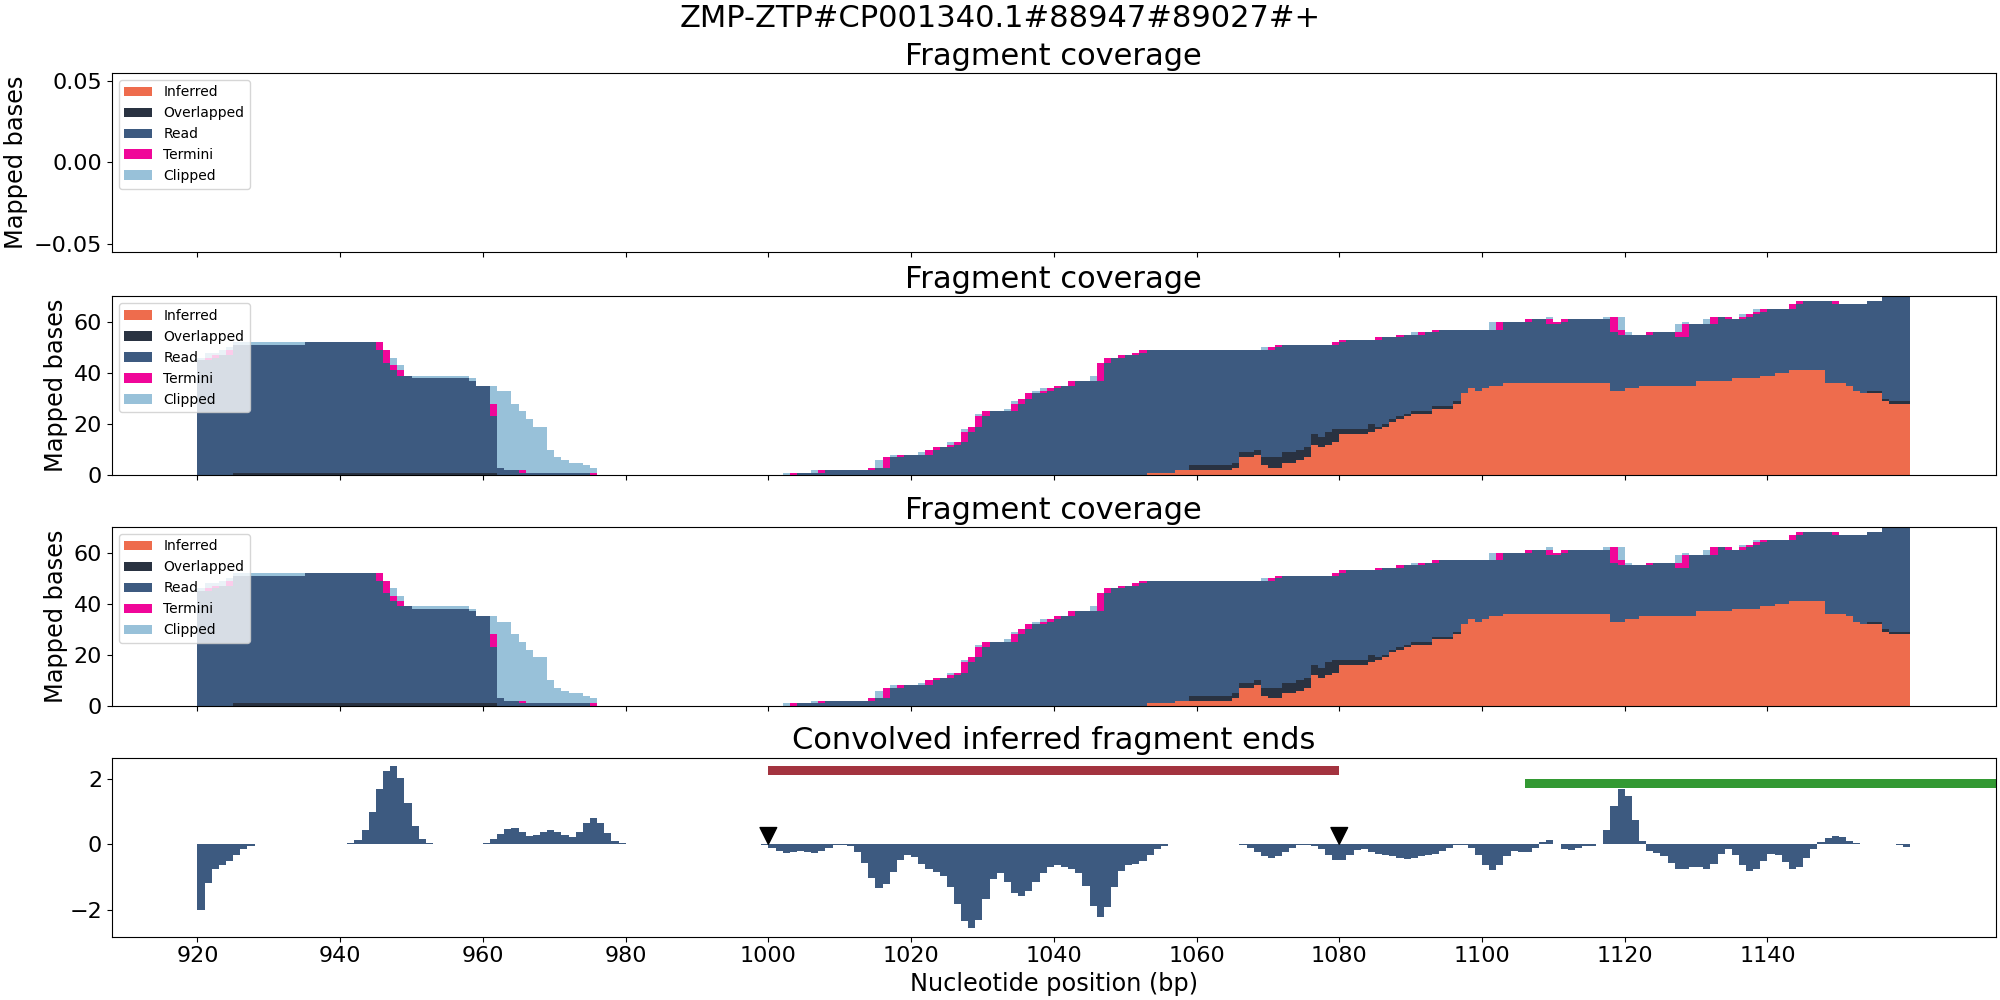 ZMP-ZTP#CP001340.1#88947#89027#+
Fragment coverage
Mapped bases
0.05
0.00
−0.05
Inferred
Overlapped
Read
Termini
Clipped
Fragment coverage
Mapped bases
60
40
20
0
Inferred
Overlapped
Read
Termini
Clipped
Fragment coverage
Mapped bases
60
40
20
0
Inferred
Overlapped
Read
Termini
Clipped
Convolved inferred fragment ends
2
0
−2
920 940 960 980 1000 1020 1040 1060 1080 1100 1120 1140
Nucleotide position (bp)